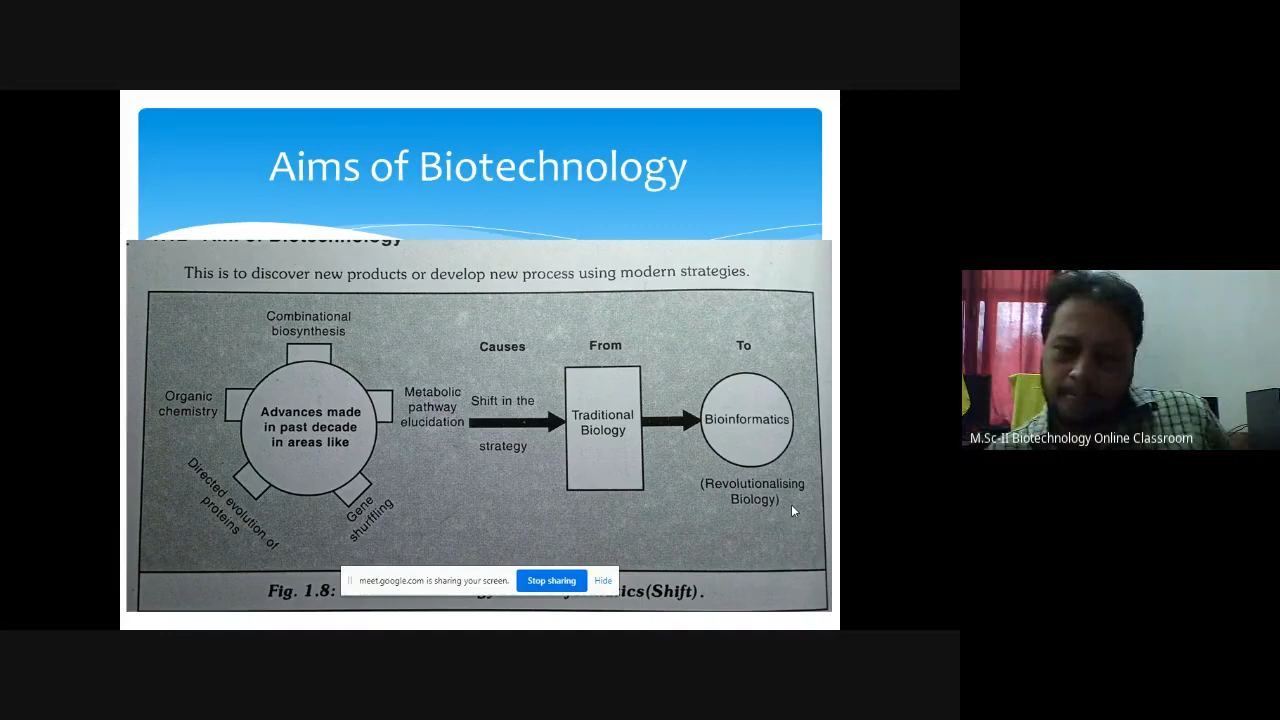 Aims of Biotechnology
Aim of Biotechnology
This is to discover new products or develop new process using modern strategies.
Combinational
biosynthesis
Organic
chemistry
Advances made
in past decade
in areas like
Metabolic
pathway
elucidation
Directed evolution of
proteins
Gene
shurffling
Causes
Shift in the
strategy
From
Traditional
Biology
To
Bioinformatics
(Revolutionalising
Biology)
meet.google.com is sharing your screen.
Stop sharing
Hide
Fig. 1.8: (Shift).
M.Sc-II Biotechnology Online Classroom